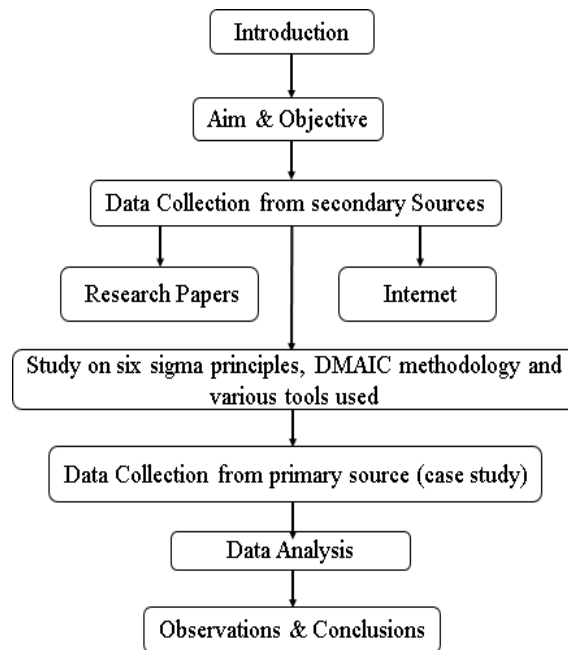 Introduction
Aim & Objective
Data Collection from secondary Sources
Research Papers
Internet
Study on six sigma principles, DMAIC methodology and
various tools used
Data Collection from primary source (case study)
Data Analysis
Observations & Conclusions